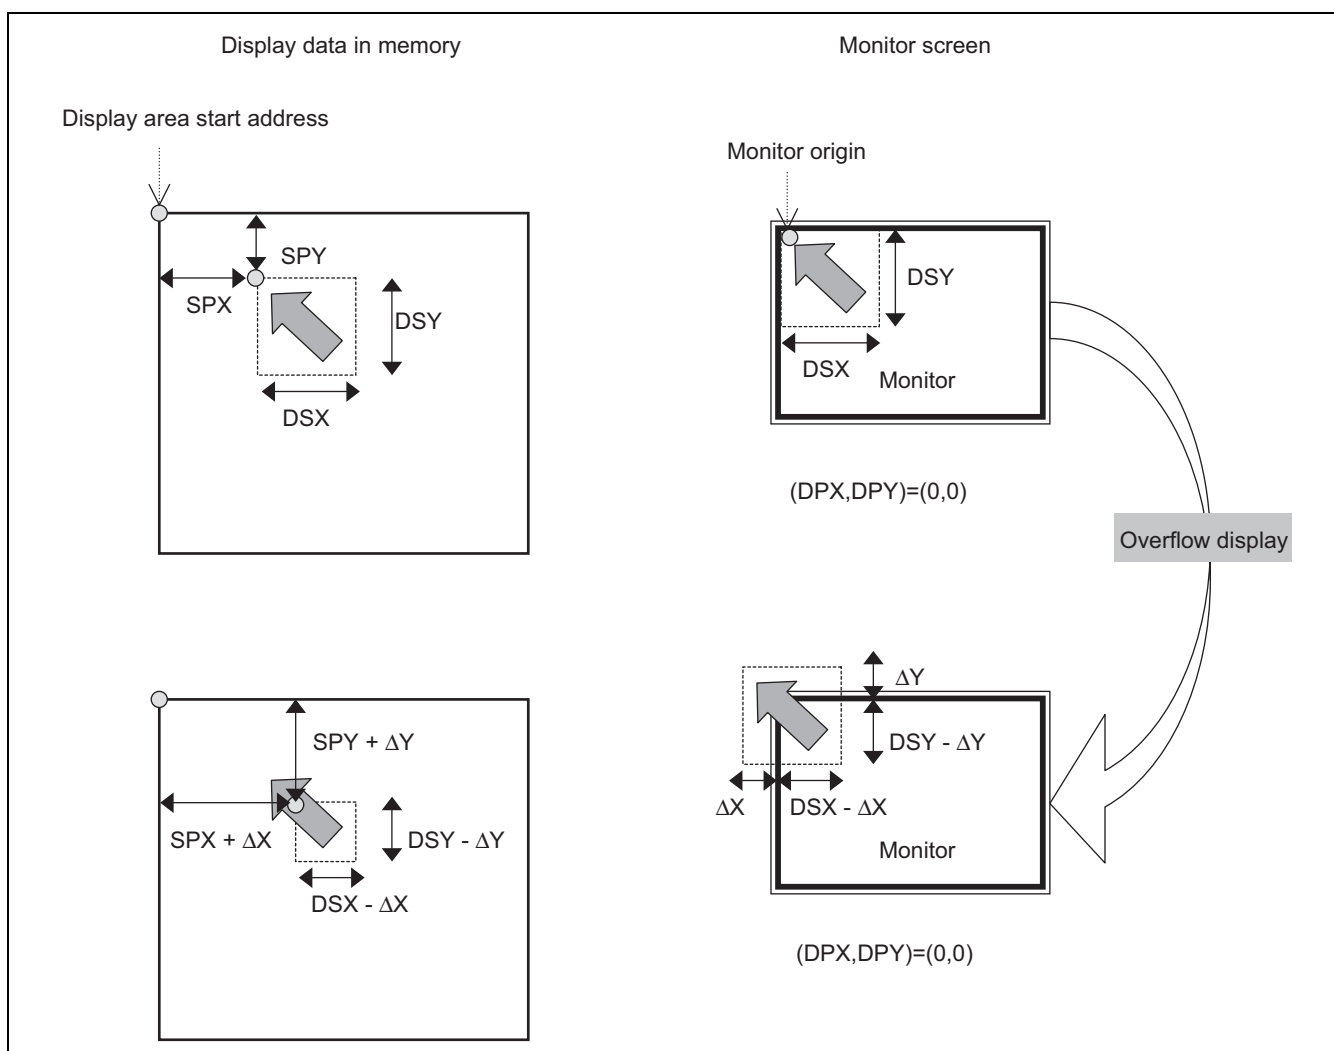 Display data in memory
Monitor screen
Display area start address
Monitor origin
SPY
SPX
DSY
DSX
DSY
DSX
Monitor
(DPX,DPY)=(0,0)
Overflow display
SPY + ΔY
SPX + ΔX
DSY - ΔY
DSX - ΔX
ΔY
DSY - ΔY
ΔX
DSX - ΔX
Monitor
(DPX,DPY)=(0,0)